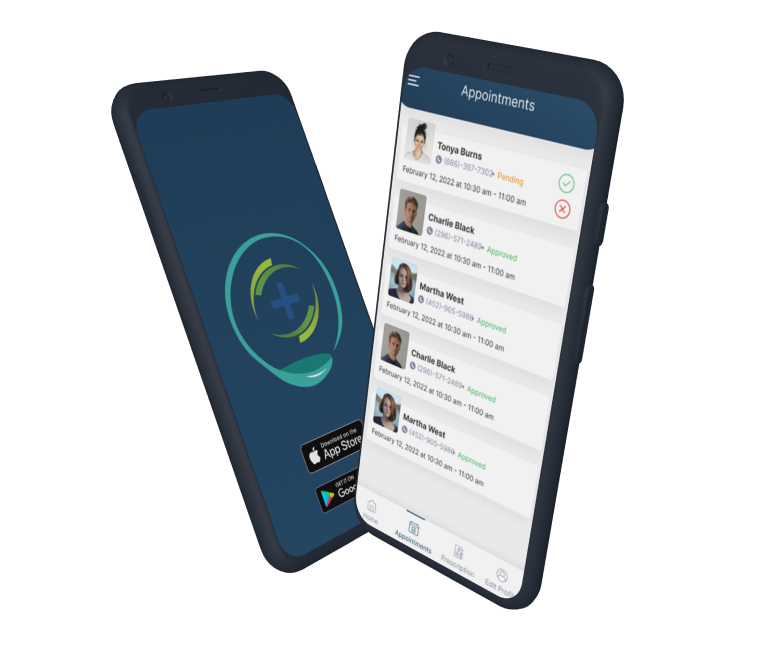 Download on the
App Store
GET IT ON
Appointments
Tonya Burns
(686)-397-7302 • Pending
February 12, 2022 at 10:30 am - 11:00 am
Charlie Black
(296)-571-2489 • Approved
February 12, 2022 at 10:30 am - 11:00 am
Martha West
(452)-905-5988 • Approved
February 12, 2022 at 10:30 am - 11:00 am
Charlie Black
(296)-571-2489 • Approved
February 12, 2022 at 10:30 am - 11:00 am
Martha West
(452)-905-5988 • Approved
February 12, 2022 at 10:30 am - 11:00 am
Home
Appointments
Prescription
Edit Profi